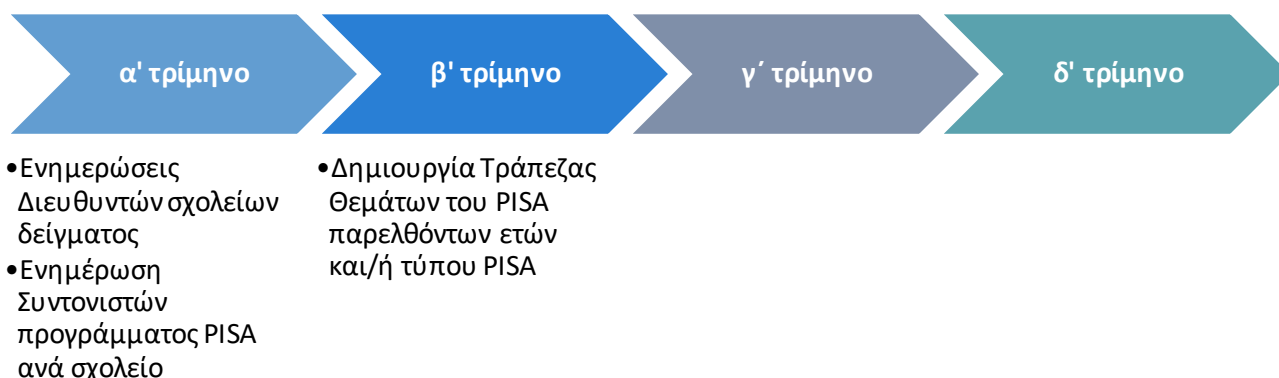 α' τρίμηνο
β' τρίμηνο
γ΄ τρίμηνο
δ' τρίμηνο
•Ενημερώσεις
Διευθυντών σχολείων
δείγματος
•Ενημέρωση
Συντονιστών
προγράμματος PISA
ανά σχολείο
•Δημιουργία Τράπεζας
Θεμάτων του PISA
παρελθόντων ετών
και/ή τύπου PISA